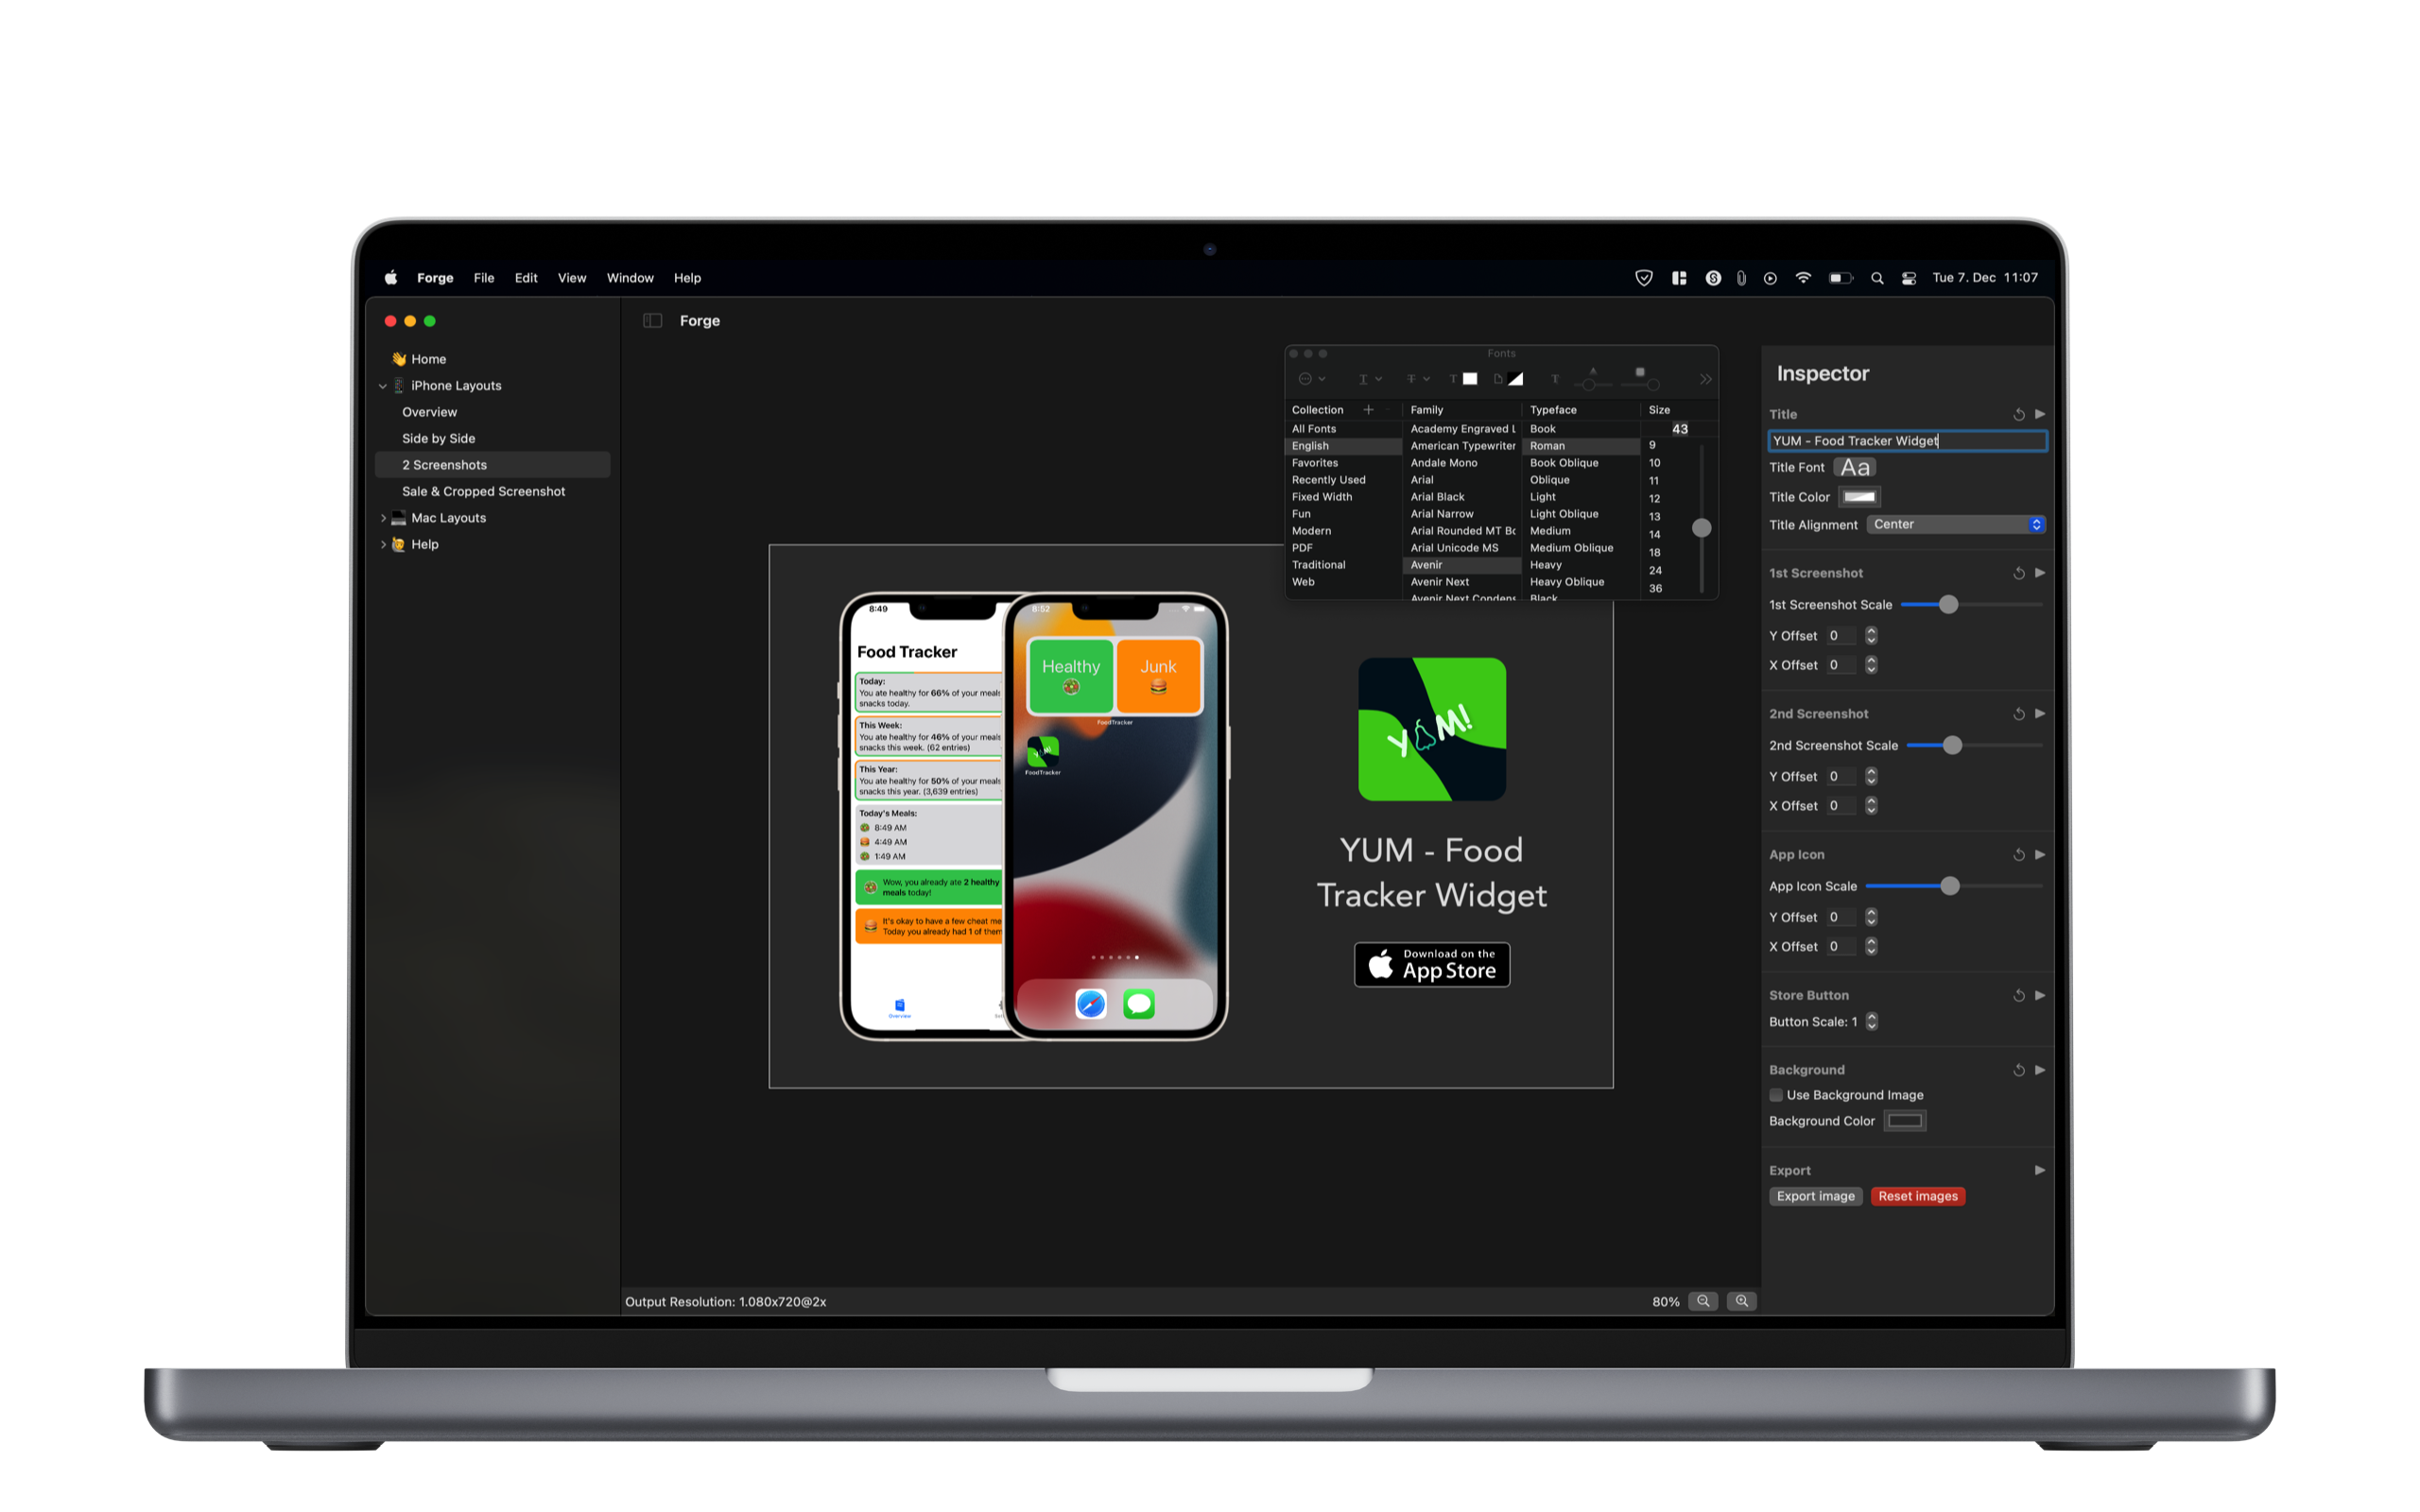 Forge File Edit View Window Help
Tue 7. Dec 11:07
Forge
Home
iPhone Layouts
Overview
Side by Side
2 Screenshots
Sale & Cropped Screenshot
Mac Layouts
Help
Fonts
Collection Family Typeface Size
All Fonts Academy Engraved L Book 43
English American Typewriter Roman 9
Favorites Andale Mono Book Oblique 10
Recently Used Arial Oblique 11
Fixed Width Arial Black Light 12
Fun Arial Narrow Light Oblique 13
Modern Arial Rounded MT Bo Medium 14
PDF Arial Unicode MS Medium Oblique 18
Traditional Avenir Heavy 24
Web Avenir Next Heavy Oblique 36
Avenir Next Condens Black
8:49
Food Tracker
Today:
You ate healthy for 66% of your meals
snacks today.
This Week:
You ate healthy for 46% of your meals
snacks this week. (62 entries)
This Year:
You ate healthy for 50% of your meals
snacks this year. (3,639 entries)
Today's Meals:
8:49 AM
4:49 AM
1:49 AM
Wow, you already ate 2 healthy
meals today!
It's okay to have a few cheat me
Today you already had 1 of them
Overview
8:52
Healthy Junk
FoodTracker
YUM!
FoodTracker
YUM!
YUM - Food
Tracker Widget
Download on the
App Store
Inspector
Title
YUM - Food Tracker Widget
Title Font Aa
Title Color
Title Alignment Center
1st Screenshot
1st Screenshot Scale
Y Offset 0
X Offset 0
2nd Screenshot
2nd Screenshot Scale
Y Offset 0
X Offset 0
App Icon
App Icon Scale
Y Offset 0
X Offset 0
Store Button
Button Scale: 1
Background
Use Background Image
Background Color
Export
Export image Reset images
Output Resolution: 1.080x720@2x
80%